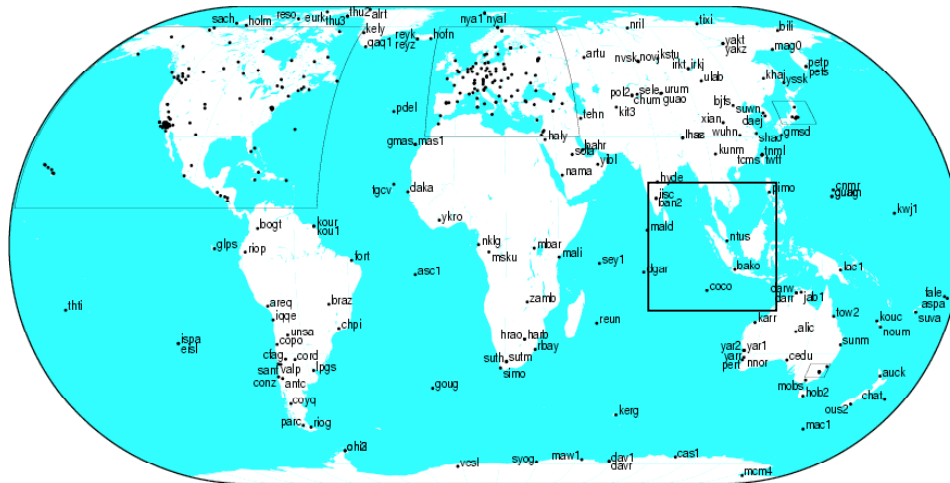 sach
holm
reso
eurk
thu2
alrt
thu3
kely
qaq1
reyk
reyz
hofn
nya1
nyal
nril
tixi
bili
artu
nvsk
novj
kstu
irkt
irkj
yakt
yakz
mag0
petp
pets
pol2
sele
urum
chum
guao
ulab
khaj
yssk
pdel
tehn
kit3
bjfs
suwn
xian
daej
gmas
mas1
haly
bahr
lhas
wuhn
shao
gmsd
sola
yibl
kunm
tcms
tnml
twtf
nama
hyde
tgcv
daka
iisc
ban2
pimo
cnmr
guam
kwj1
bogt
kour
kou1
ykro
mald
glps
riop
fort
nklg
msku
mbar
mali
ntus
asc1
sey1
dgar
bako
lae1
thti
areq
braz
zamb
coco
darw
darr
jab1
fale
aspa
iqqe
chpi
reun
karr
alic
tow2
kouc
suva
noum
ispa
eisl
unsa
copo
hrao
harb
rbay
yar2
yar1
yarr
nnor
pert
cedu
sunm
cfag
cord
sant
valp
lpgs
suth
sutm
simo
conz
antc
goug
mobs
hob2
auck
chat
coyq
kerg
ous2
parc
riog
mac1
ohi3
vesl
syog
maw1
dav1
davr
cas1
mcm4